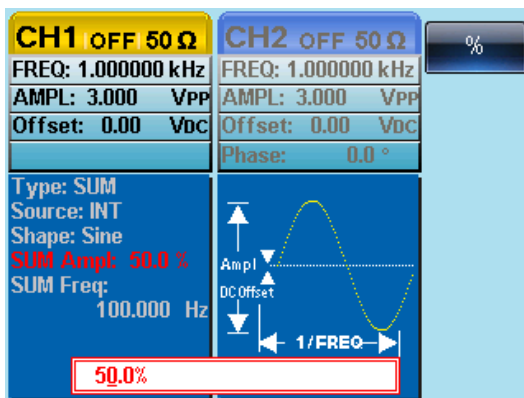 CH1 OFF 50 Ω
FREQ: 1.000000 kHz
AMPL: 3.000 VPP
Offset: 0.00 VDC
CH2 OFF 50 Ω
FREQ: 1.000000 kHz
AMPL: 3.000 VPP
Offset: 0.00 VDC
Phase: 0.0 °
%
Type: SUM
Source: INT
Shape: Sine
SUM Ampl: 50.0 %
SUM Freq:
100.000 Hz
Ampl
DC Offset
1/FREQ
50.0%